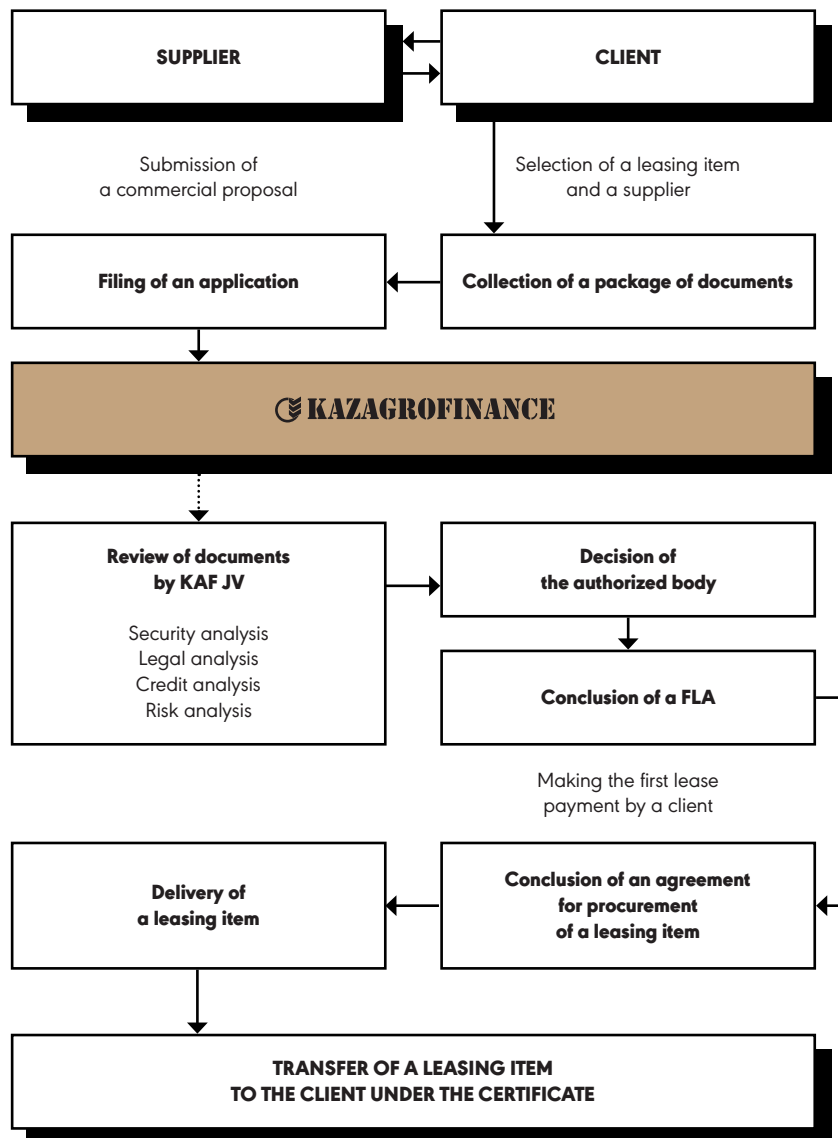 SUPPLIER
CLIENT
Submission of
a commercial proposal
Selection of a leasing item
and a supplier
Filing of an application
Collection of a package of documents
KAZAGROFINANCE
Review of documents
by KAF JV
Security analysis
Legal analysis
Credit analysis
Risk analysis
Decision of
the authorized body
Conclusion of a FLA
Making the first lease
payment by a client
Delivery of
a leasing item
Conclusion of an agreement
for procurement
of a leasing item
TRANSFER OF A LEASING ITEM
TO THE CLIENT UNDER THE CERTIFICATE